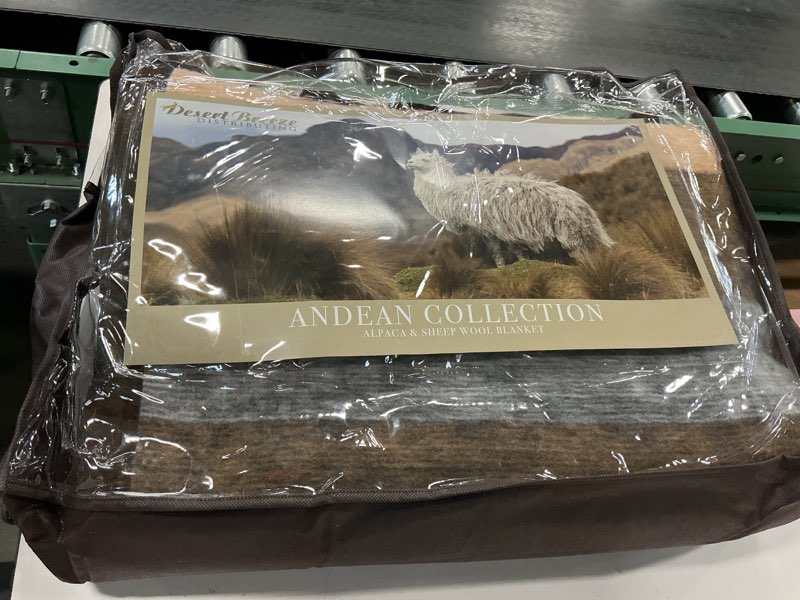 Desert Breeze
DISTRIBUTING
ANDEAN COLLECTION
ALPACA & SHEEP WOOL BLANKET